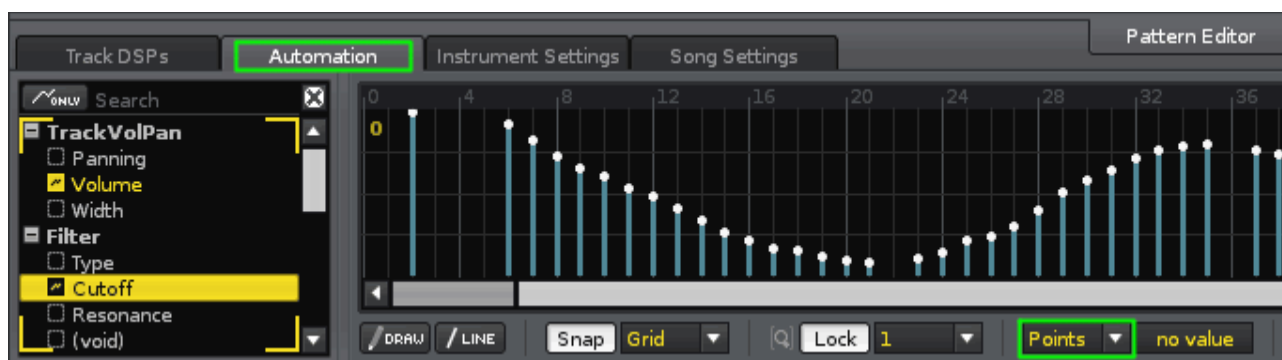 Pattern Editor
Track DSPs Automation Instrument Settings Song Settings
ONLY Search
0 4 8 12 16 20 24 28 32 36
TrackVolPan
0
Panning
Volume
Width
Filter
Type
Cutoff
Resonance
(void)
DRAW LINE Snap Grid Lock 1 Points no value